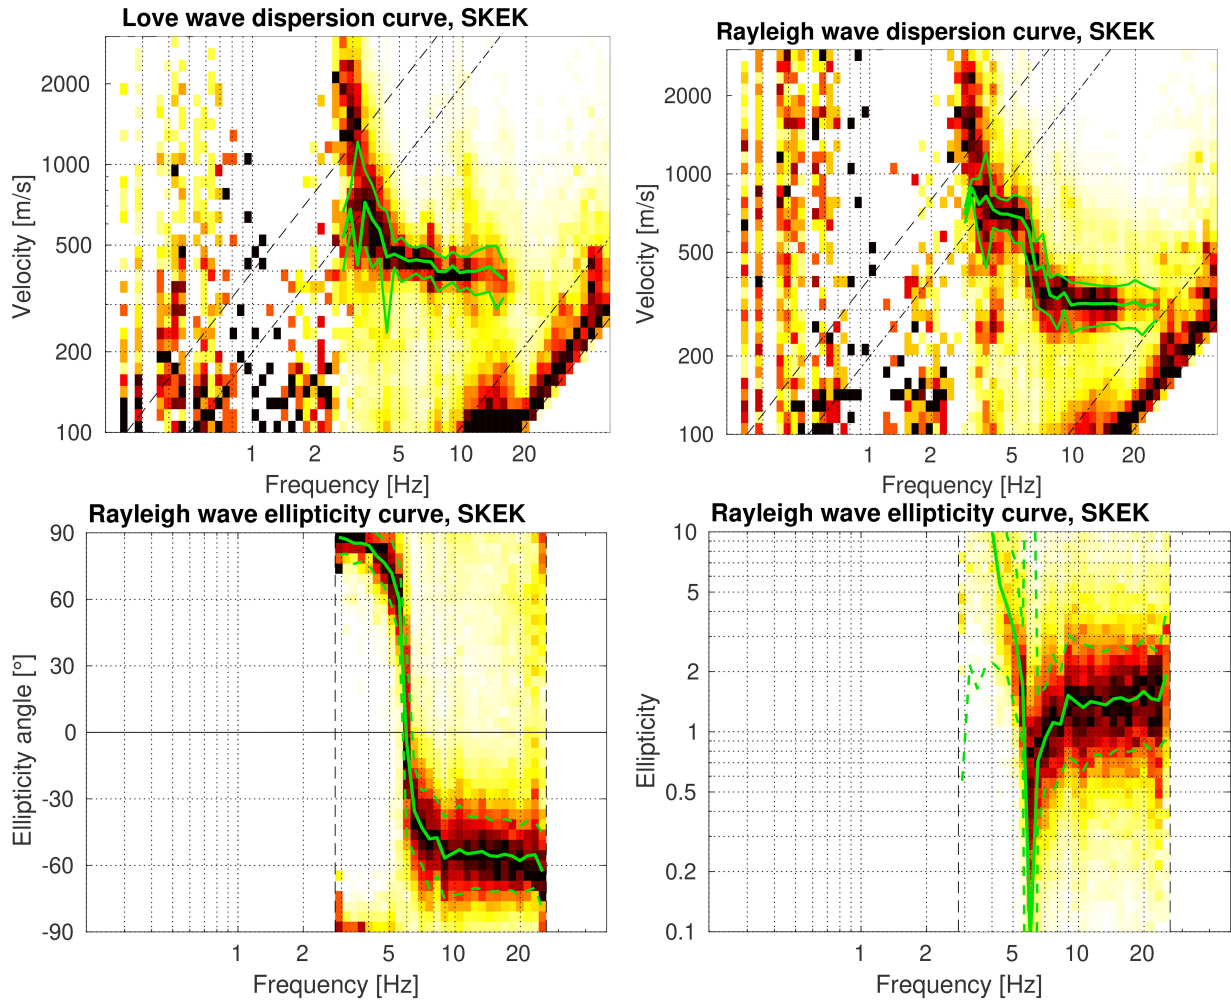 Love wave dispersion curve, SKEK
2000
1000
500
200
100
Velocity [m/s]
1 2 5 10 20
Frequency [Hz]
Rayleigh wave dispersion curve, SKEK
2000
1000
500
200
100
Velocity [m/s]
1 2 5 10 20
Frequency [Hz]
Rayleigh wave ellipticity curve, SKEK
90
60
30
0
-30
-60
-90
Ellipticity angle [°]
1 2 5 10 20
Frequency [Hz]
Rayleigh wave ellipticity curve, SKEK
10
5
2
1
0.5
0.2
0.1
Ellipticity
1 2 5 10 20
Frequency [Hz]